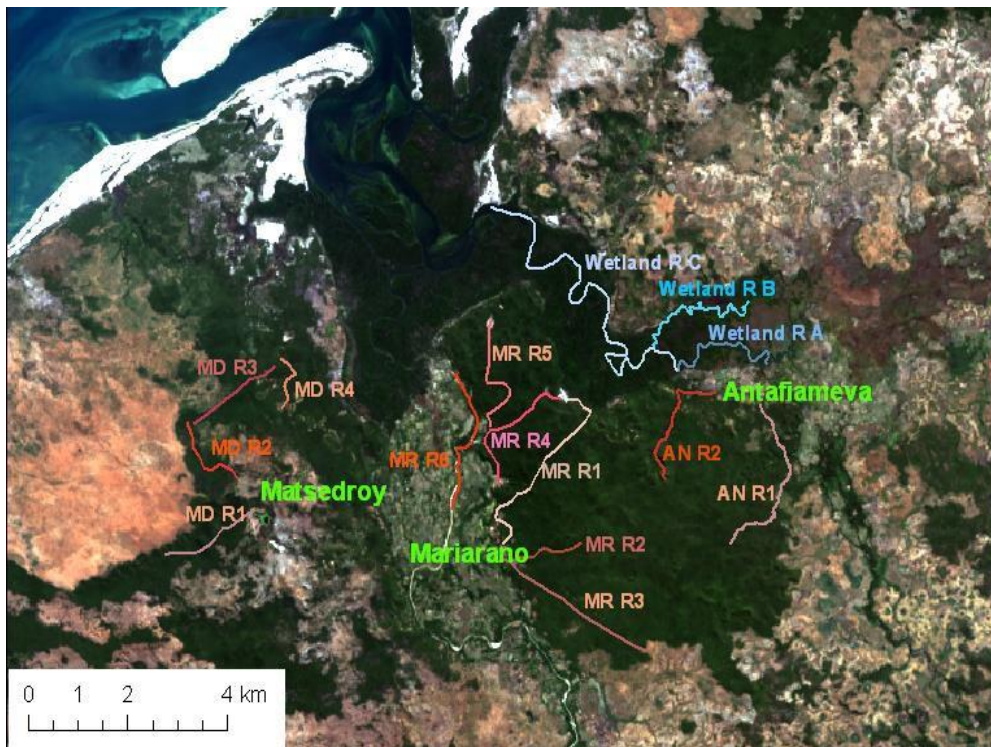 Wetland R C
Wetland R B
Wetland R A
MR R5
MD R3
MD R4
Antafiameva
MR R4
MD R2
MR R6
MR R1
AN R2
AN R1
Matsedroy
MD R1
Mariarano
MR R2
MR R3
0 1 2 4 km